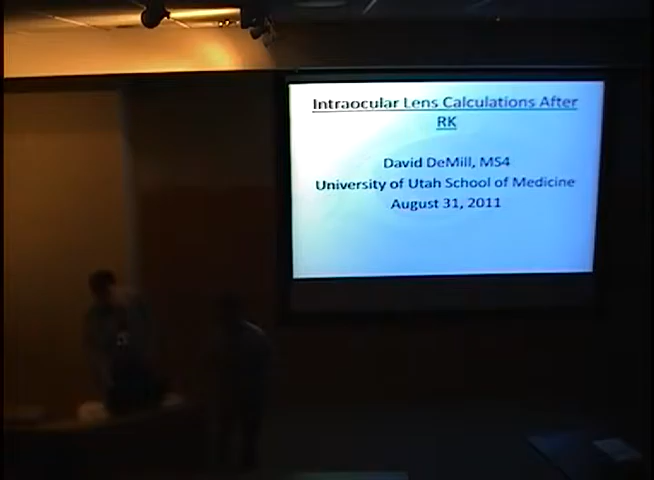 Intraocular Lens Calculations After
RK
David DeMill, MS4
University of Utah School of Medicine
August 31, 2011